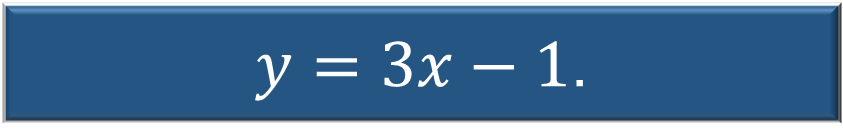 y = 3x − 1.